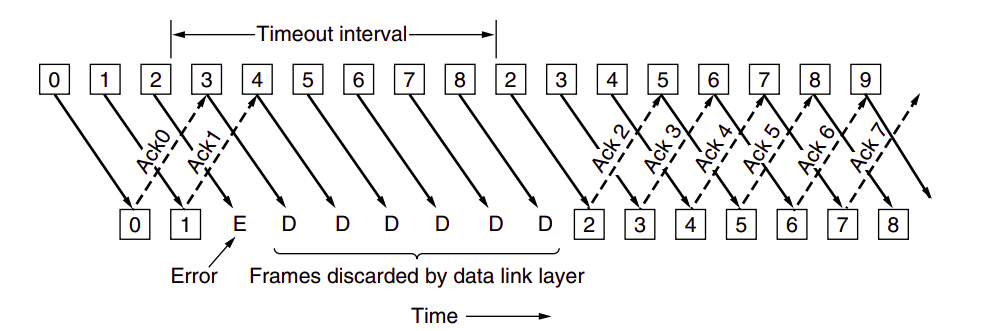 Timeout interval
0 1 2 3 4 5 6 7 8 2 3 4 5 6 7 8 9
Ack0 Ack1 Ack 2 Ack 3 Ack 4 Ack 5 Ack 6 Ack 7
0 1 E D D D D D D 2 3 4 5 6 7 8
Error Frames discarded by data link layer
Time